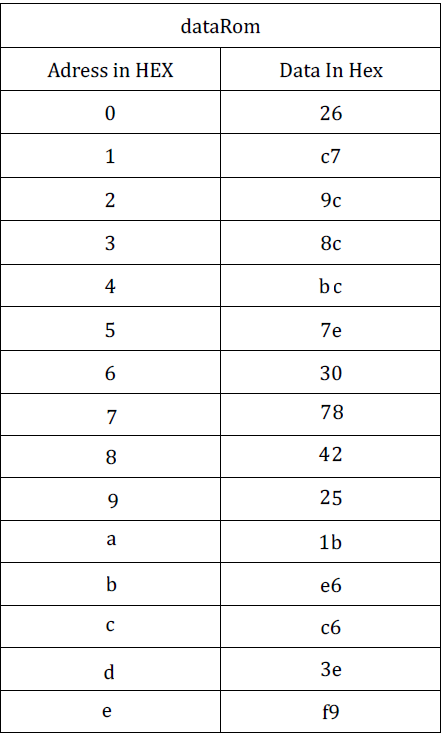 dataRom
Adress in HEX Data In Hex
0 26
1 c7
2 9c
3 8c
4 bc
5 7e
6 30
7 78
8 42
9 25
a 1b
b e6
c c6
d 3e
e f9